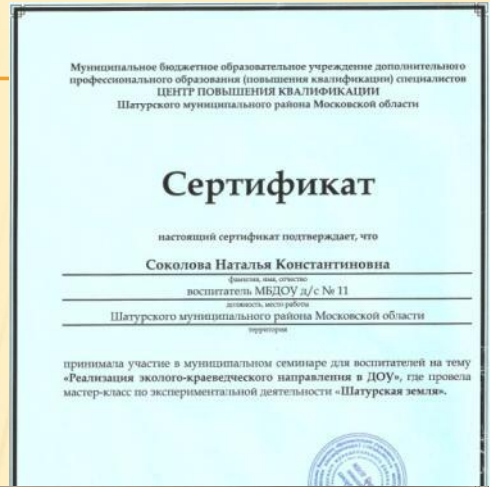 Муниципальное бюджетное образовательное учреждение дополнительного
профессионального образования (повышения квалификации) специалистов
ЦЕНТР ПОВЫШЕНИЯ КВАЛИФИКАЦИИ
Шатурского муниципального района Московской области
Сертификат
настоящий сертификат подтверждает, что
Соколова Наталья Константиновна
фамилия, имя, отчество
воспитатель МБДОУ д/с № 11
должность, место работы
Шатурского муниципального района Московской области
территория
принимала участие в муниципальном семинаре для воспитателей на тему
«Реализация эколого-краеведческого направления в ДОУ», где провела
мастер-класс по экспериментальной деятельности «Шатурская земля».